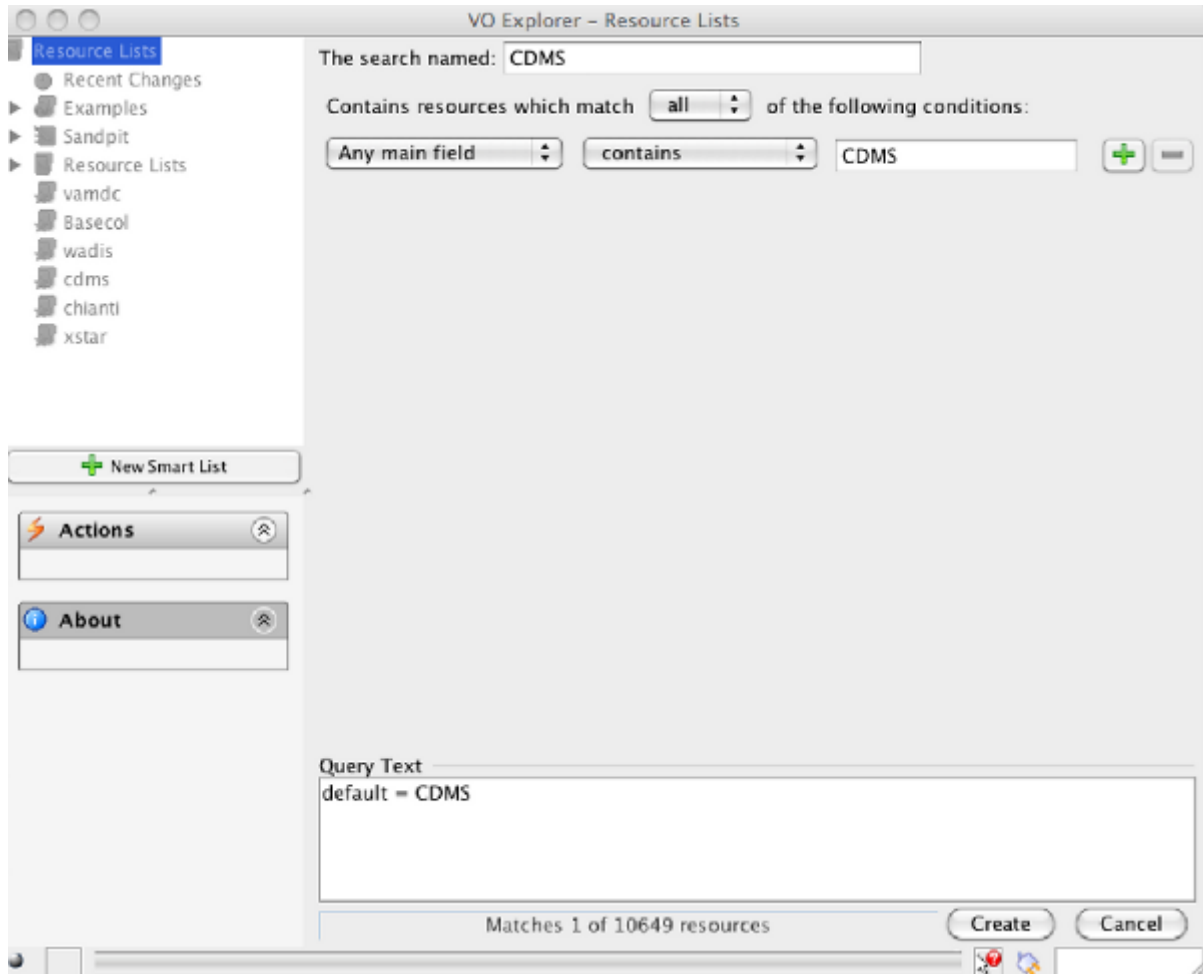 VO Explorer – Resource Lists
Resource Lists
Recent Changes
Examples
Sandpit
Resource Lists
vamdc
Basecol
wadis
cdms
chianti
xstar
New Smart List
Actions
About
The search named: CDMS
Contains resources which match all of the following conditions:
Any main field contains CDMS
Query Text
default = CDMS
Matches 1 of 10649 resources
Create Cancel